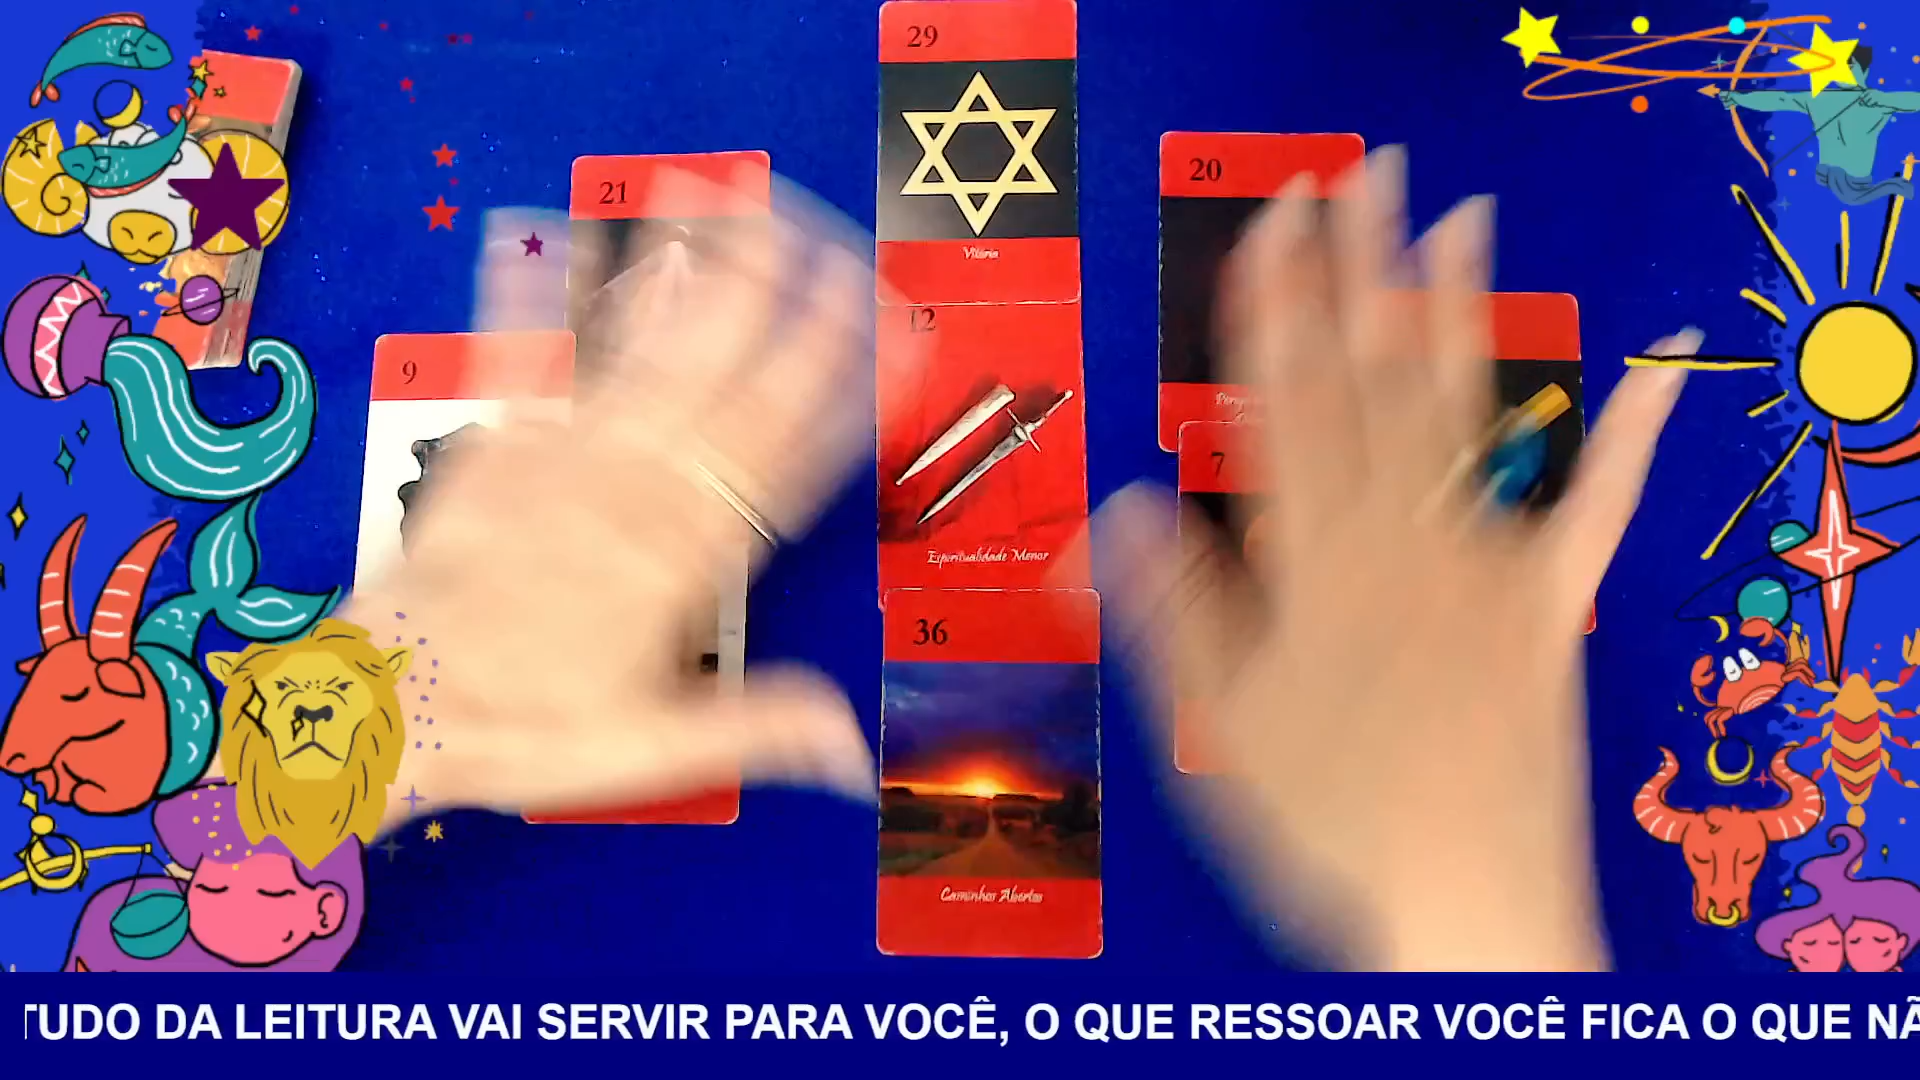 29
Vitória
21
20
12
9
7
Espiritualidade Menor
36
Caminhos Abertos
TUDO DA LEITURA VAI SERVIR PARA VOCÊ, O QUE RESSOAR VOCÊ FICA O QUE NÃ